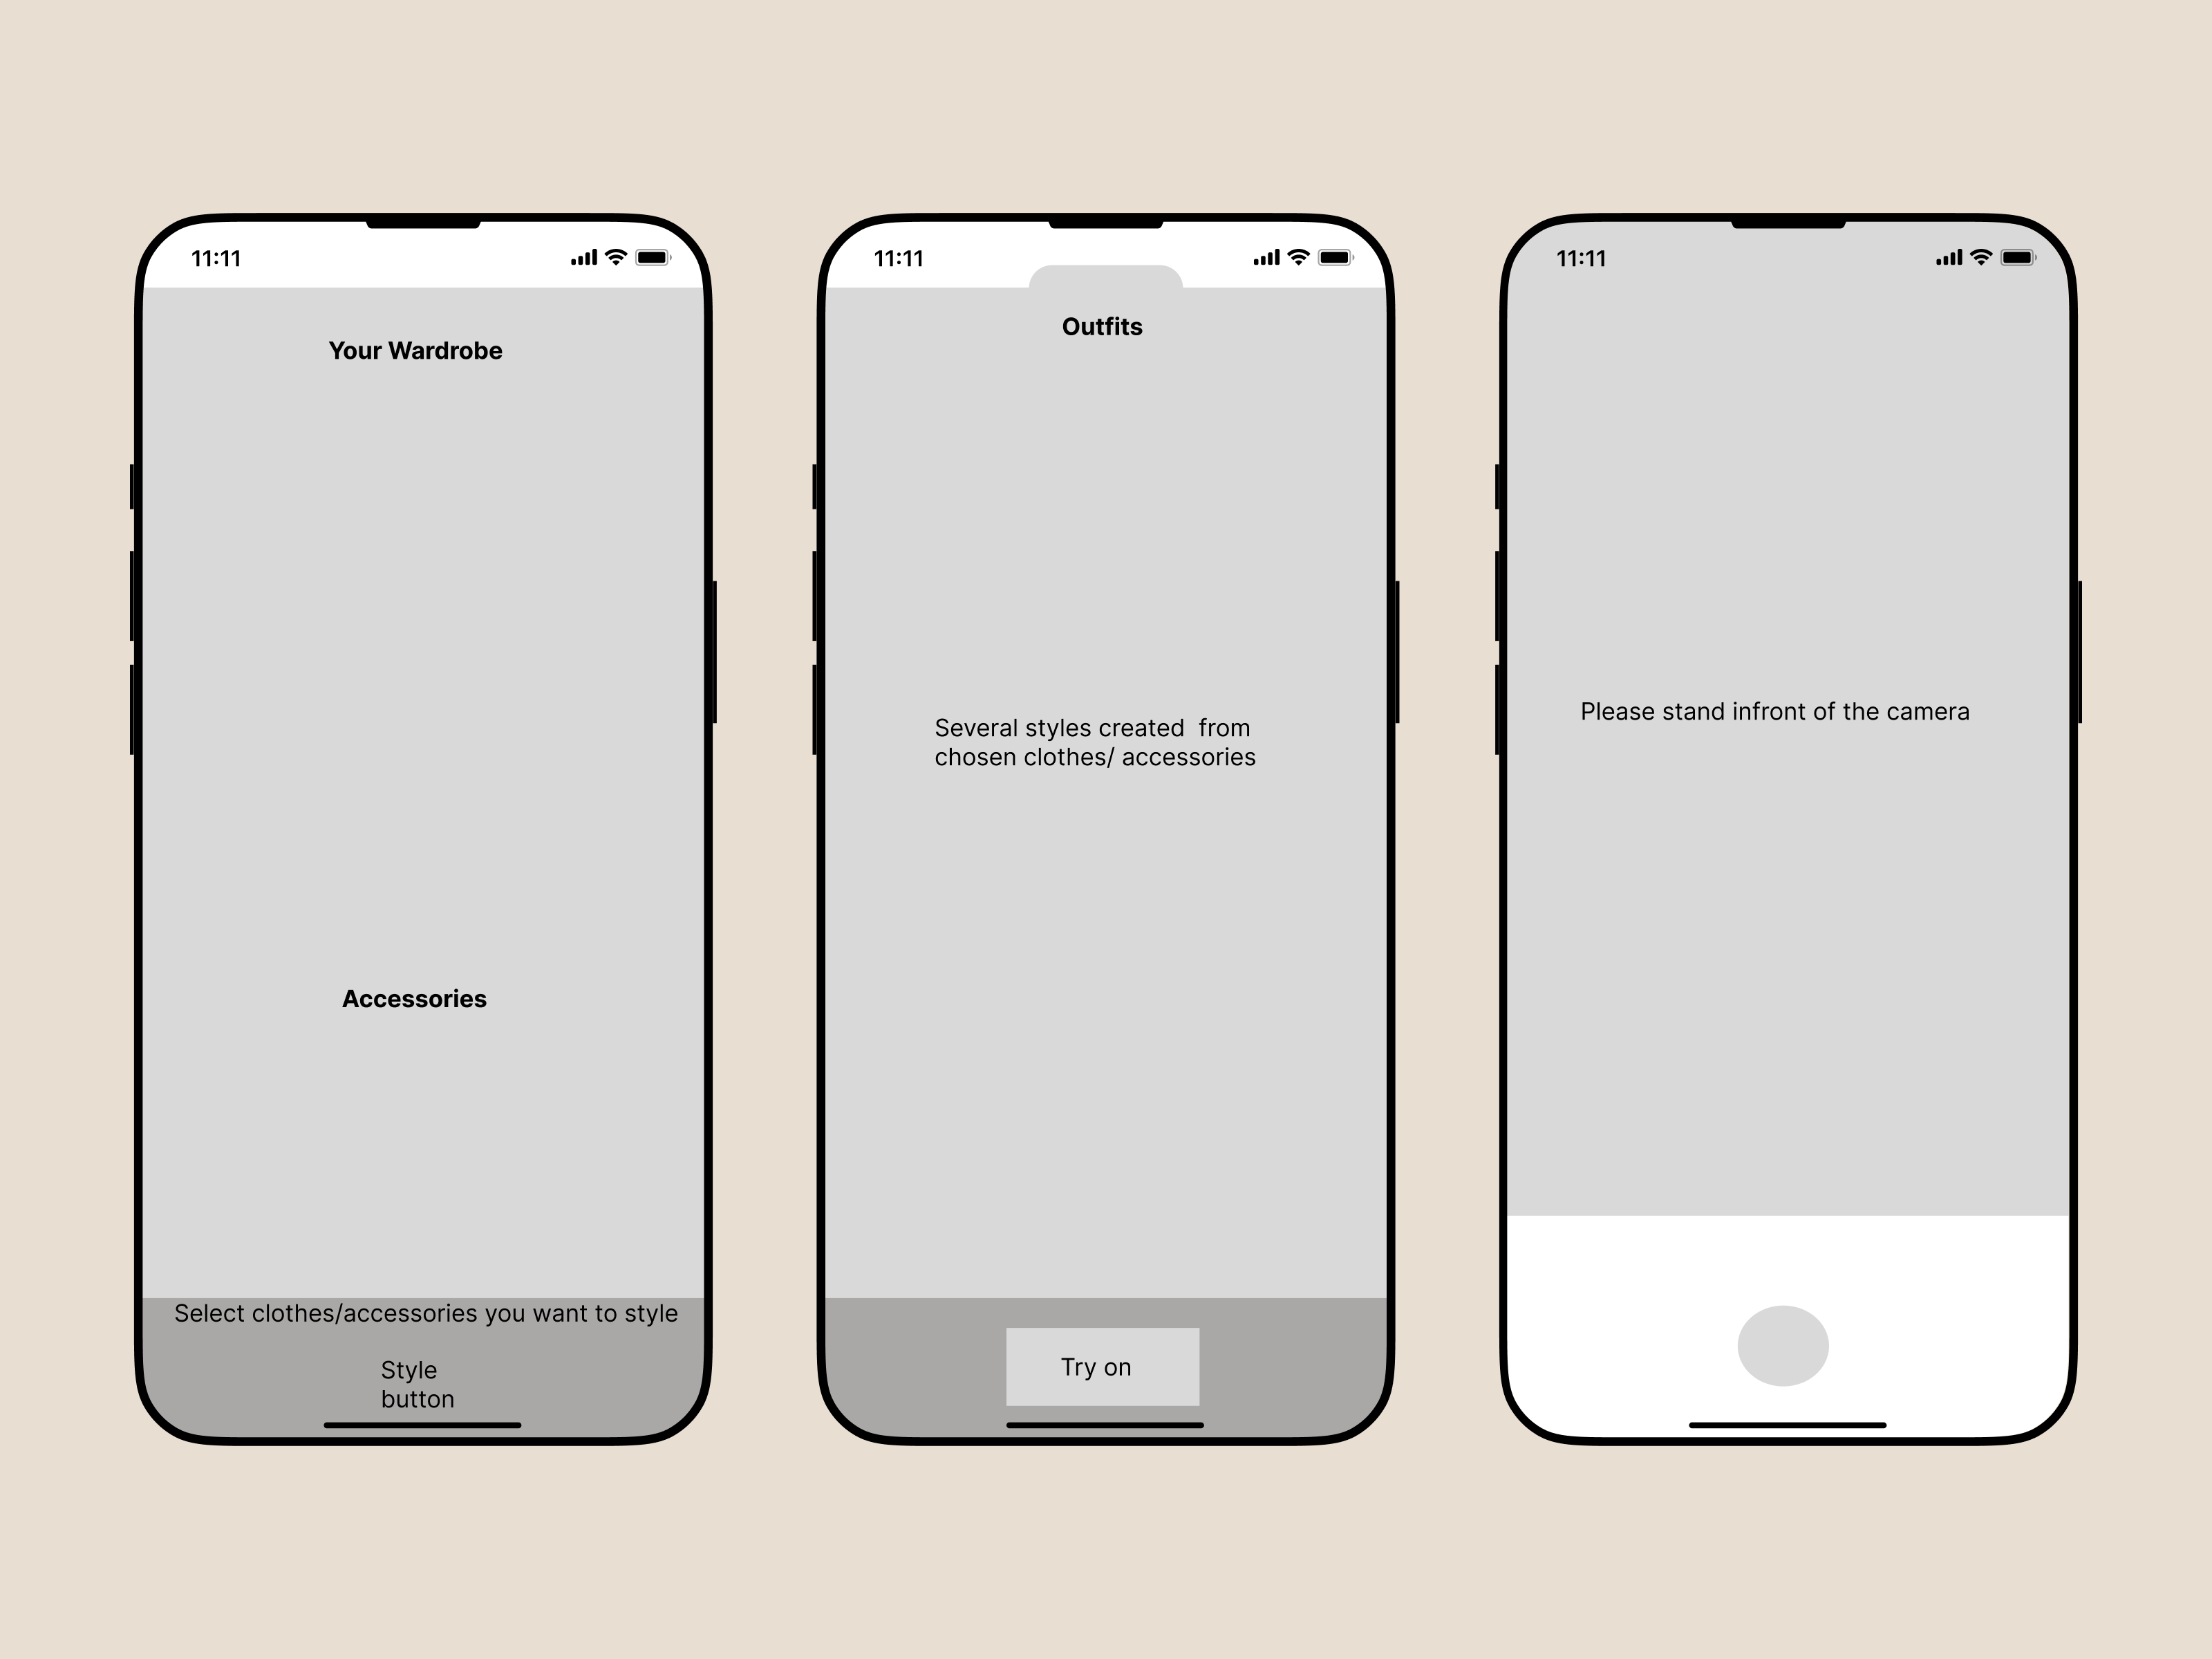 11:11
Your Wardrobe
Accessories
Select clothes/accessories you want to style
Style
button
11:11
Outfits
Several styles created  from
chosen clothes/ accessories
Try on
11:11
Please stand infront of the camera